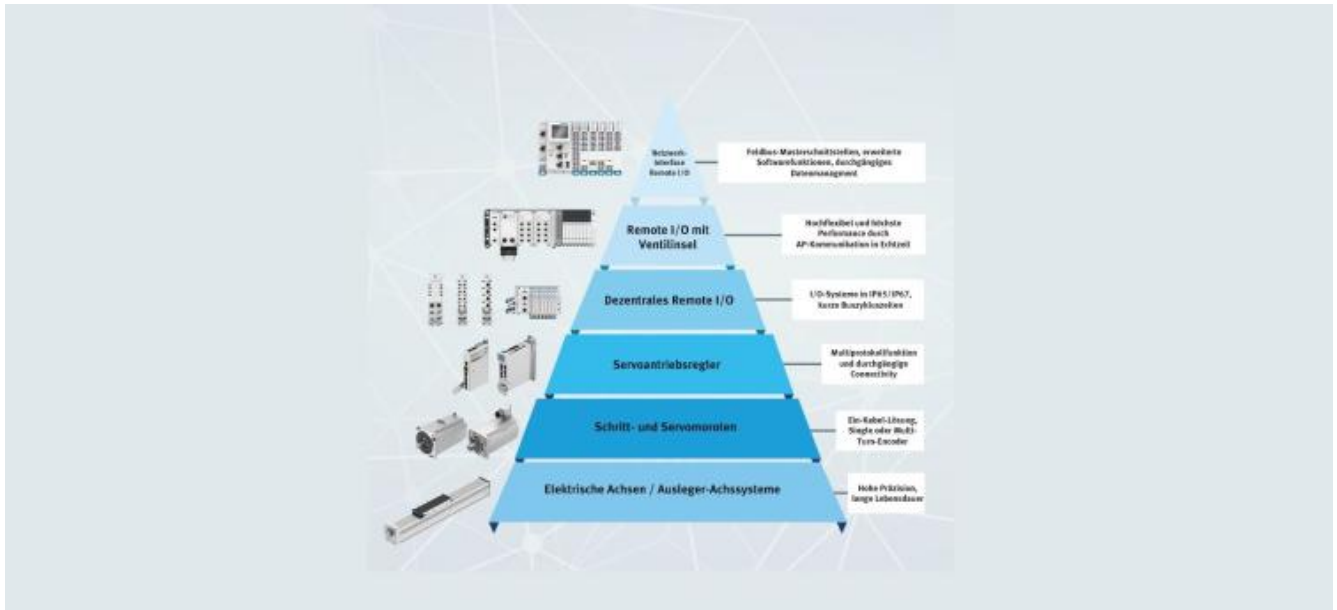 Netzwerk-
Interface
Remote I/O
Feldbus-Masterschnittstellen, erweiterte
Softwarefunktionen, durchgängiges
Datenmanagment
Remote I/O mit
Ventilinsel
Hochflexibel und höchste
Performance durch
AP-Kommunikation in Echtzeit
Dezentrales Remote I/O
I/O-Systeme in IP65/IP67,
kurze Buszykluszeiten
Servoantriebsregler
Multiprotokollfunktion
und durchgängige
Connectivity
Schritt- und Servomoroten
Ein-Kabel-Lösung,
Single oder Multi-
Turn-Encoder
Elektrische Achsen / Ausleger-Achssysteme
Hohe Präzision,
lange Lebensdauer